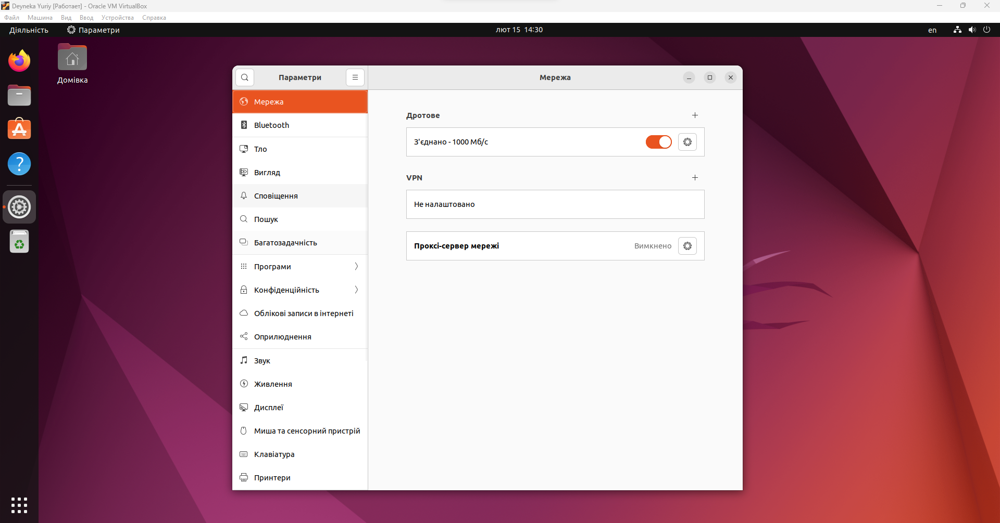 Deyneka Yuriy [Работает] - Oracle VM VirtualBox
Файл Машина Вид Ввод Устройства Справка
Діяльність Параметри лют 15 14:30 en
Домівка
Параметри
Мережа
Мережа
Bluetooth
Тло
Вигляд
Сповіщення
Пошук
Багатозадачність
Програми
Конфіденційність
Облікові записи в інтернеті
Оприлюднення
Звук
Живлення
Дисплеї
Миша та сенсорний пристрій
Клавіатура
Принтери
Дротове
З'єднано - 1000 Мб/с
VPN
Не налаштовано
Проксі-сервер мережі Вимкнено